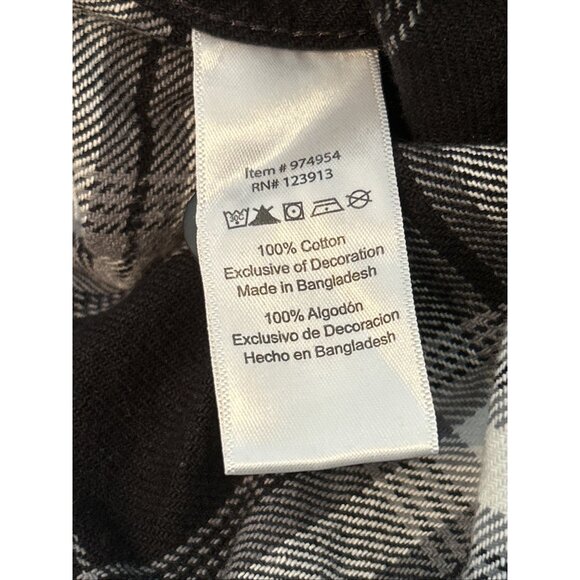 Item # 974954
RN# 123913
100% Cotton
Exclusive of Decoration
Made in Bangladesh
100% Algodón
Exclusivo de Decoracion
Hecho en Bangladesh